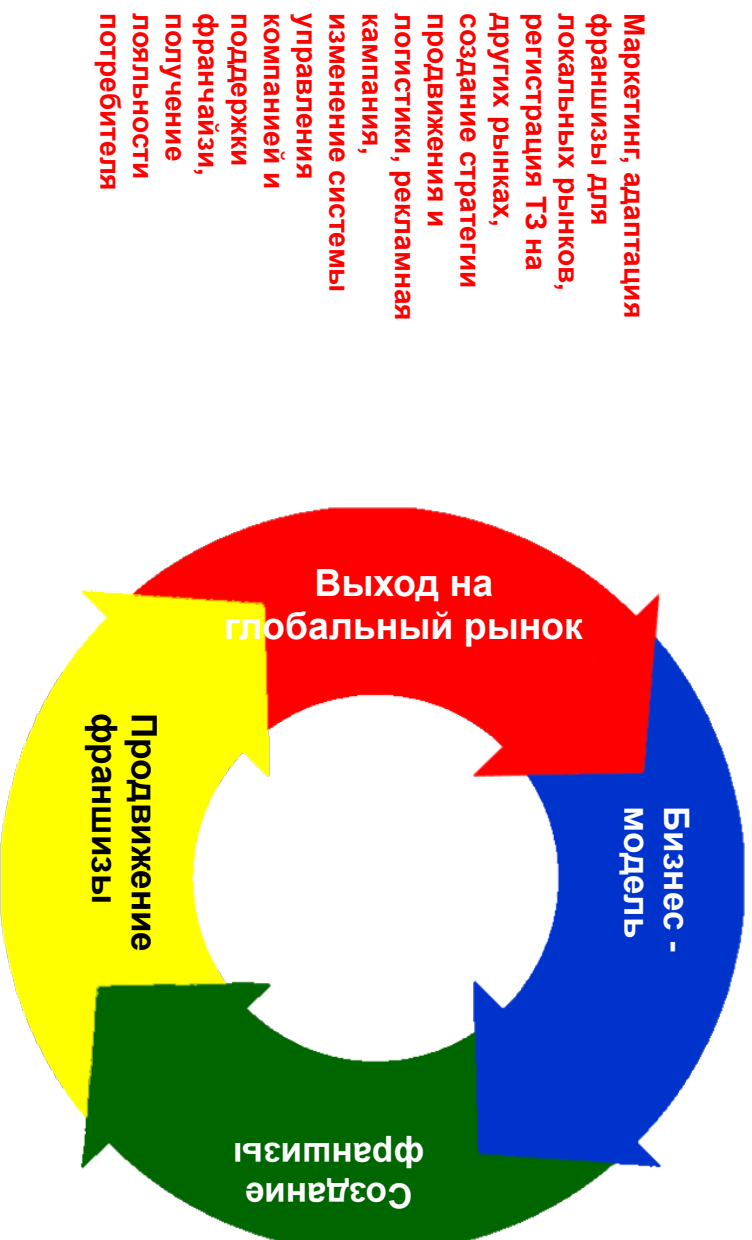 Маркетинг, адаптация
франшизы для
локальных рынков,
регистрация ТЗ на
других рынках,
создание стратегии
продвижения и
логистики, рекламная
кампания,
изменение системы
управления
компанией и
поддержки
франчайзи,
получение
лояльности
потребителя
Выход на
глобальный рынок
Бизнес -
модель
Создание
франшизы
Продвижение
франшизы